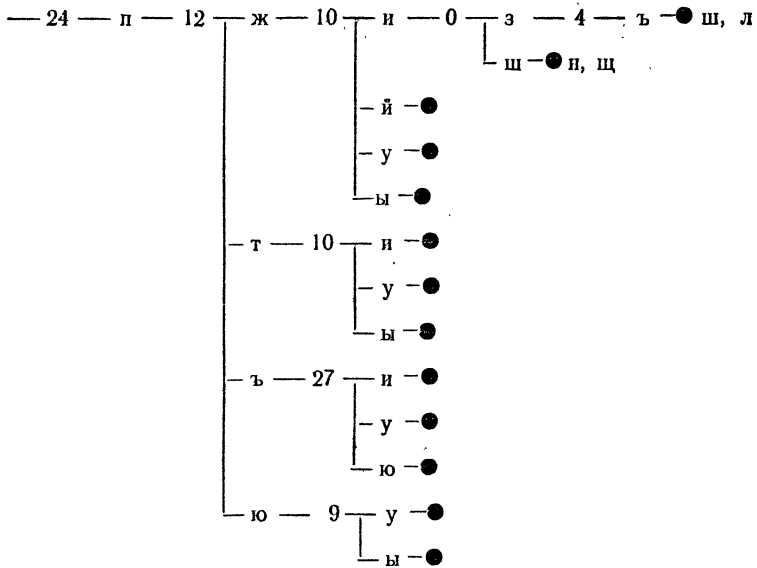 24 п 12 ж 10 и 0 з 4 ъ ш, л
ш и, щ
й
у
ы
т 10 и
у
ы
ъ 27 и
у
ю
ю 9 у
ы